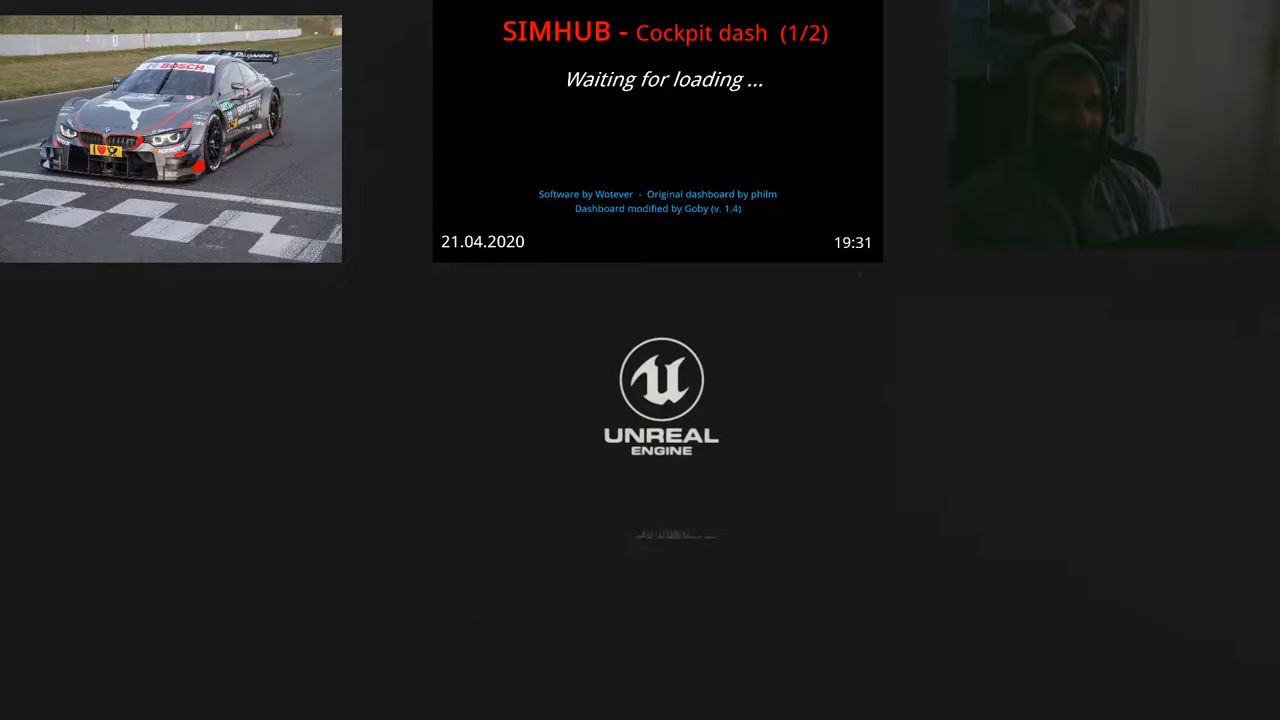 BOSCH
SIMHUB - Cockpit dash (1/2)
Waiting for loading ...
Software by Wotever - Original dashboard by philm
Dashboard modified by Goby (v. 1.4)
21.04.2020
19:31
UNREAL
ENGINE